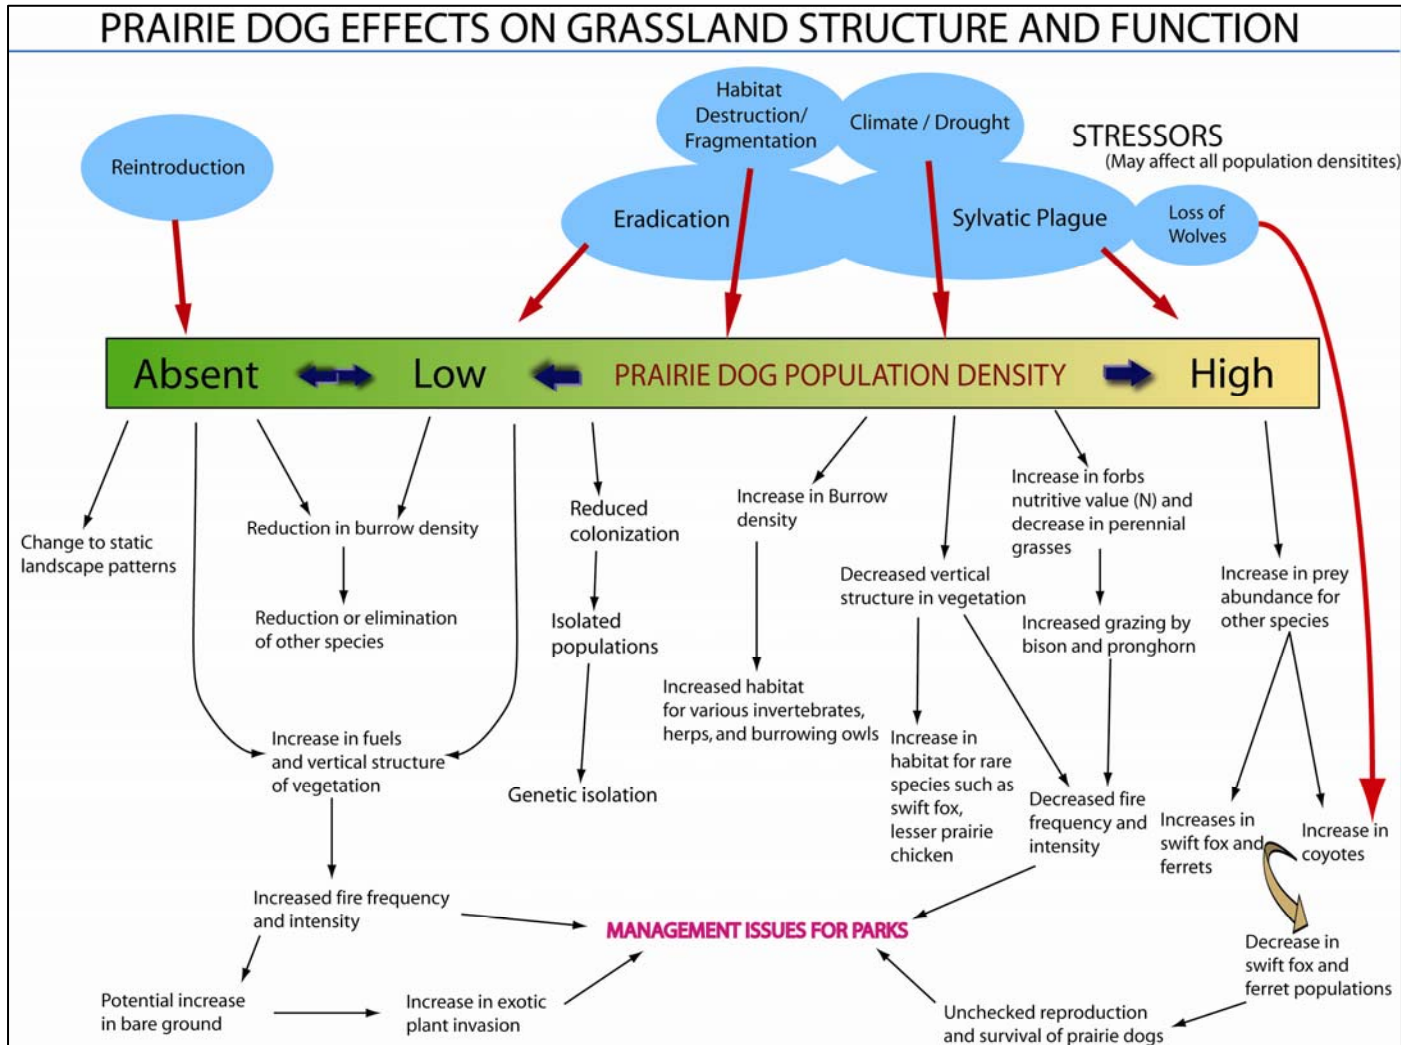 PRAIRIE DOG EFFECTS ON GRASSLAND STRUCTURE AND FUNCTION
Reintroduction
Habitat
Destruction/
Fragmentation
Climate / Drought
STRESSORS
(May affect all population densitites)
Eradication
Sylvatic Plague
Loss of
Wolves
Absent
Low
PRAIRIE DOG POPULATION DENSITY
High
Change to static
landscape patterns
Reduction in burrow density
Reduction or elimination
of other species
Increase in fuels
and vertical structure
of vegetation
Increased fire frequency
and intensity
Potential increase
in bare ground
Increase in exotic
plant invasion
Reduced
colonization
Isolated
populations
Genetic isolation
Increase in Burrow
density
Increased habitat
for various invertebrates,
herps, and burrowing owls
Decreased vertical
structure in vegetation
Increase in
habitat for rare
species such as
swift fox,
lesser prairie
chicken
Increase in forbs
nutritive value (N) and
decrease in perennial
grasses
Increased grazing by
bison and pronghorn
Decreased fire
frequency and
intensity
Increase in prey
abundance for
other species
Increases in
swift fox and
ferrets
Increase in
coyotes
Decrease in
swift fox and
ferret populations
Unchecked reproduction
and survival of prairie dogs
MANAGEMENT ISSUES FOR PARKS